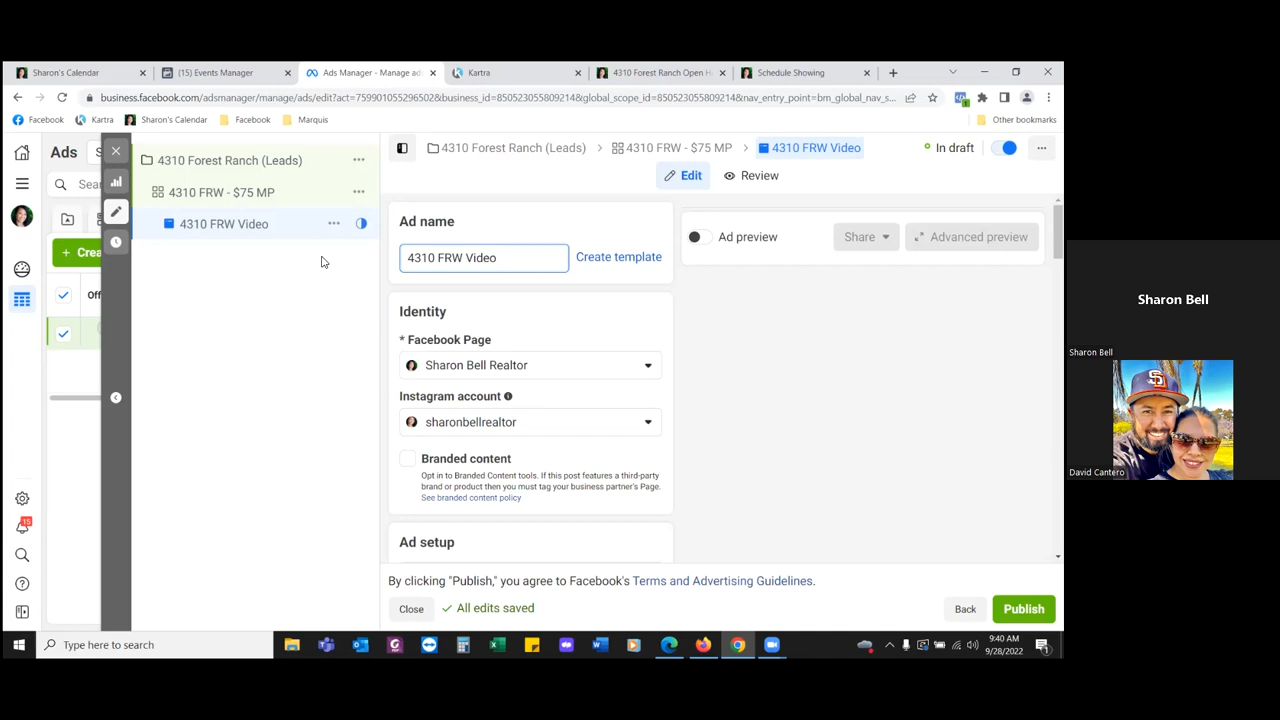 Sharon's Calendar
(15) Events Manager
Ads Manager - Manage ads
Kartra
4310 Forest Ranch Open H
Schedule Showing
business.facebook.com/adsmanager/manage/ads/edit?act=759901055296502&business_id=850523055809214&global_scope_id=850523055809214&nav_entry_point=bm_global_nav_s...
Facebook
Kartra
Sharon's Calendar
Facebook
Marquis
Other bookmarks
Ads
Sear
+ Crea
Off
4310 Forest Ranch (Leads)
4310 FRW - $75 MP
4310 FRW Video
4310 Forest Ranch (Leads) > 4310 FRW - $75 MP > 4310 FRW Video
In draft
Edit
Review
Ad name
4310 FRW Video
Create template
Ad preview
Share
Advanced preview
Identity
* Facebook Page
Sharon Bell Realtor
Instagram account
sharonbellrealtor
Branded content
Opt in to Branded Content tools. If this post features a third-party
brand or product then you must tag your business partner's Page.
See branded content policy
Ad setup
By clicking "Publish," you agree to Facebook's Terms and Advertising Guidelines.
Close
All edits saved
Back
Publish
15
Type here to search
9:40 AM
9/28/2022
Sharon Bell
Sharon Bell
David Cantero